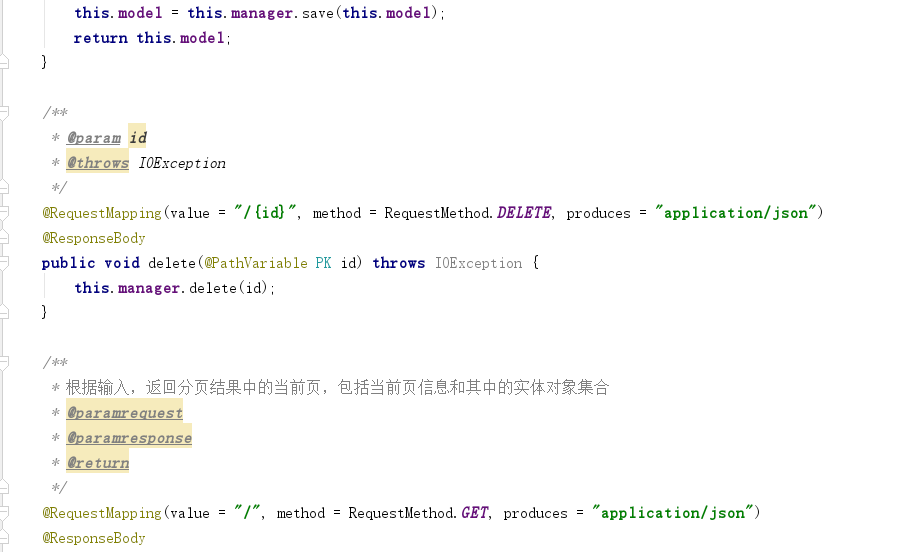 this.model = this.manager.save(this.model);
return this.model;
}
/**
* @param id
* @throws IOException
*/
@RequestMapping(value = "/{id}", method = RequestMethod.DELETE, produces = "application/json")
@ResponseBody
public void delete(@PathVariable PK id) throws IOException {
this.manager.delete(id);
}
/**
* 根据输入，返回分页结果中的当前页，包括当前页信息和其中的实体对象集合
* @paramrequest
* @paramresponse
* @return
*/
@RequestMapping(value = "/", method = RequestMethod.GET, produces = "application/json")
@ResponseBody